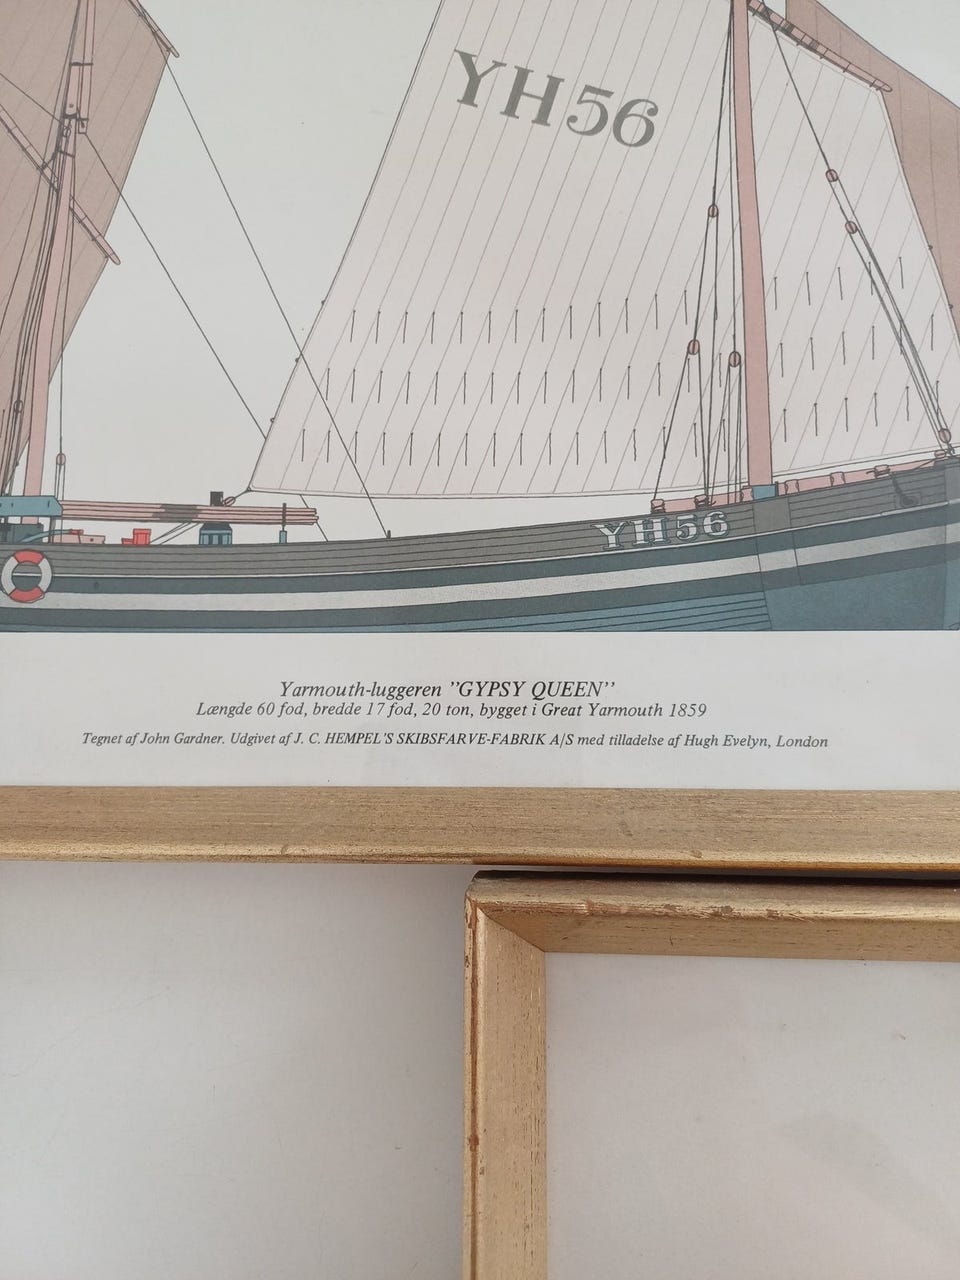 YH56
YH56
Yarmouth-luggeren ”GYPSY QUEEN”
Længde 60 fod, bredde 17 fod, 20 ton, bygget i Great Yarmouth 1859
Tegnet af John Gardner. Udgivet af J. C. HEMPEL'S SKIBSFARVE-FABRIK A/S med tilladelse af Hugh Evelyn, London